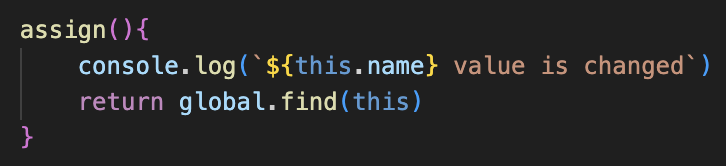 assign(){
    console.log(`${this.name} value is changed`)
    return global.find(this)
}